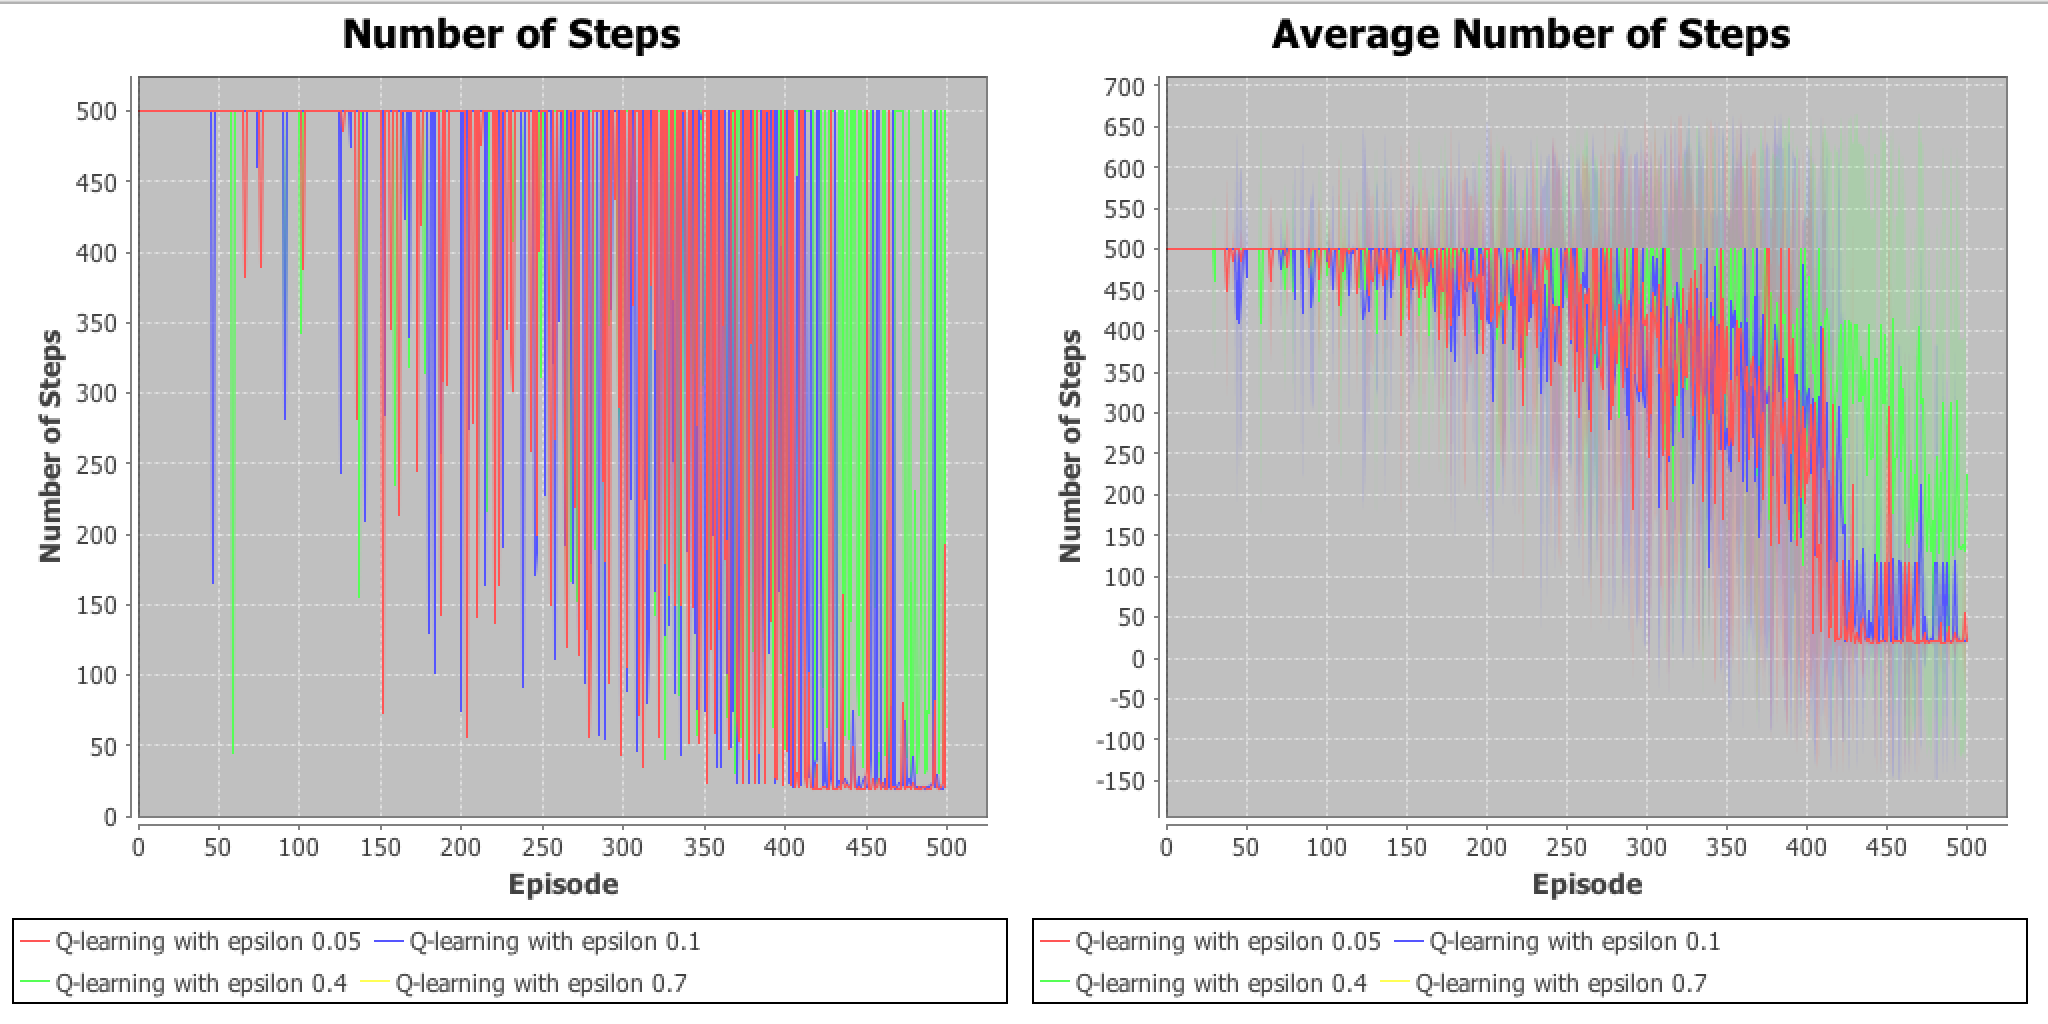 Number of Steps
Number of Steps
500
450
400
350
300
250
200
150
100
50
0
0 50 100 150 200 250 300 350 400 450 500
Episode
Q-learning with epsilon 0.05 Q-learning with epsilon 0.1
Q-learning with epsilon 0.4 Q-learning with epsilon 0.7
Average Number of Steps
Number of Steps
700
650
600
550
500
450
400
350
300
250
200
150
100
50
0
-50
-100
-150
0 50 100 150 200 250 300 350 400 450 500
Episode
Q-learning with epsilon 0.05 Q-learning with epsilon 0.1
Q-learning with epsilon 0.4 Q-learning with epsilon 0.7